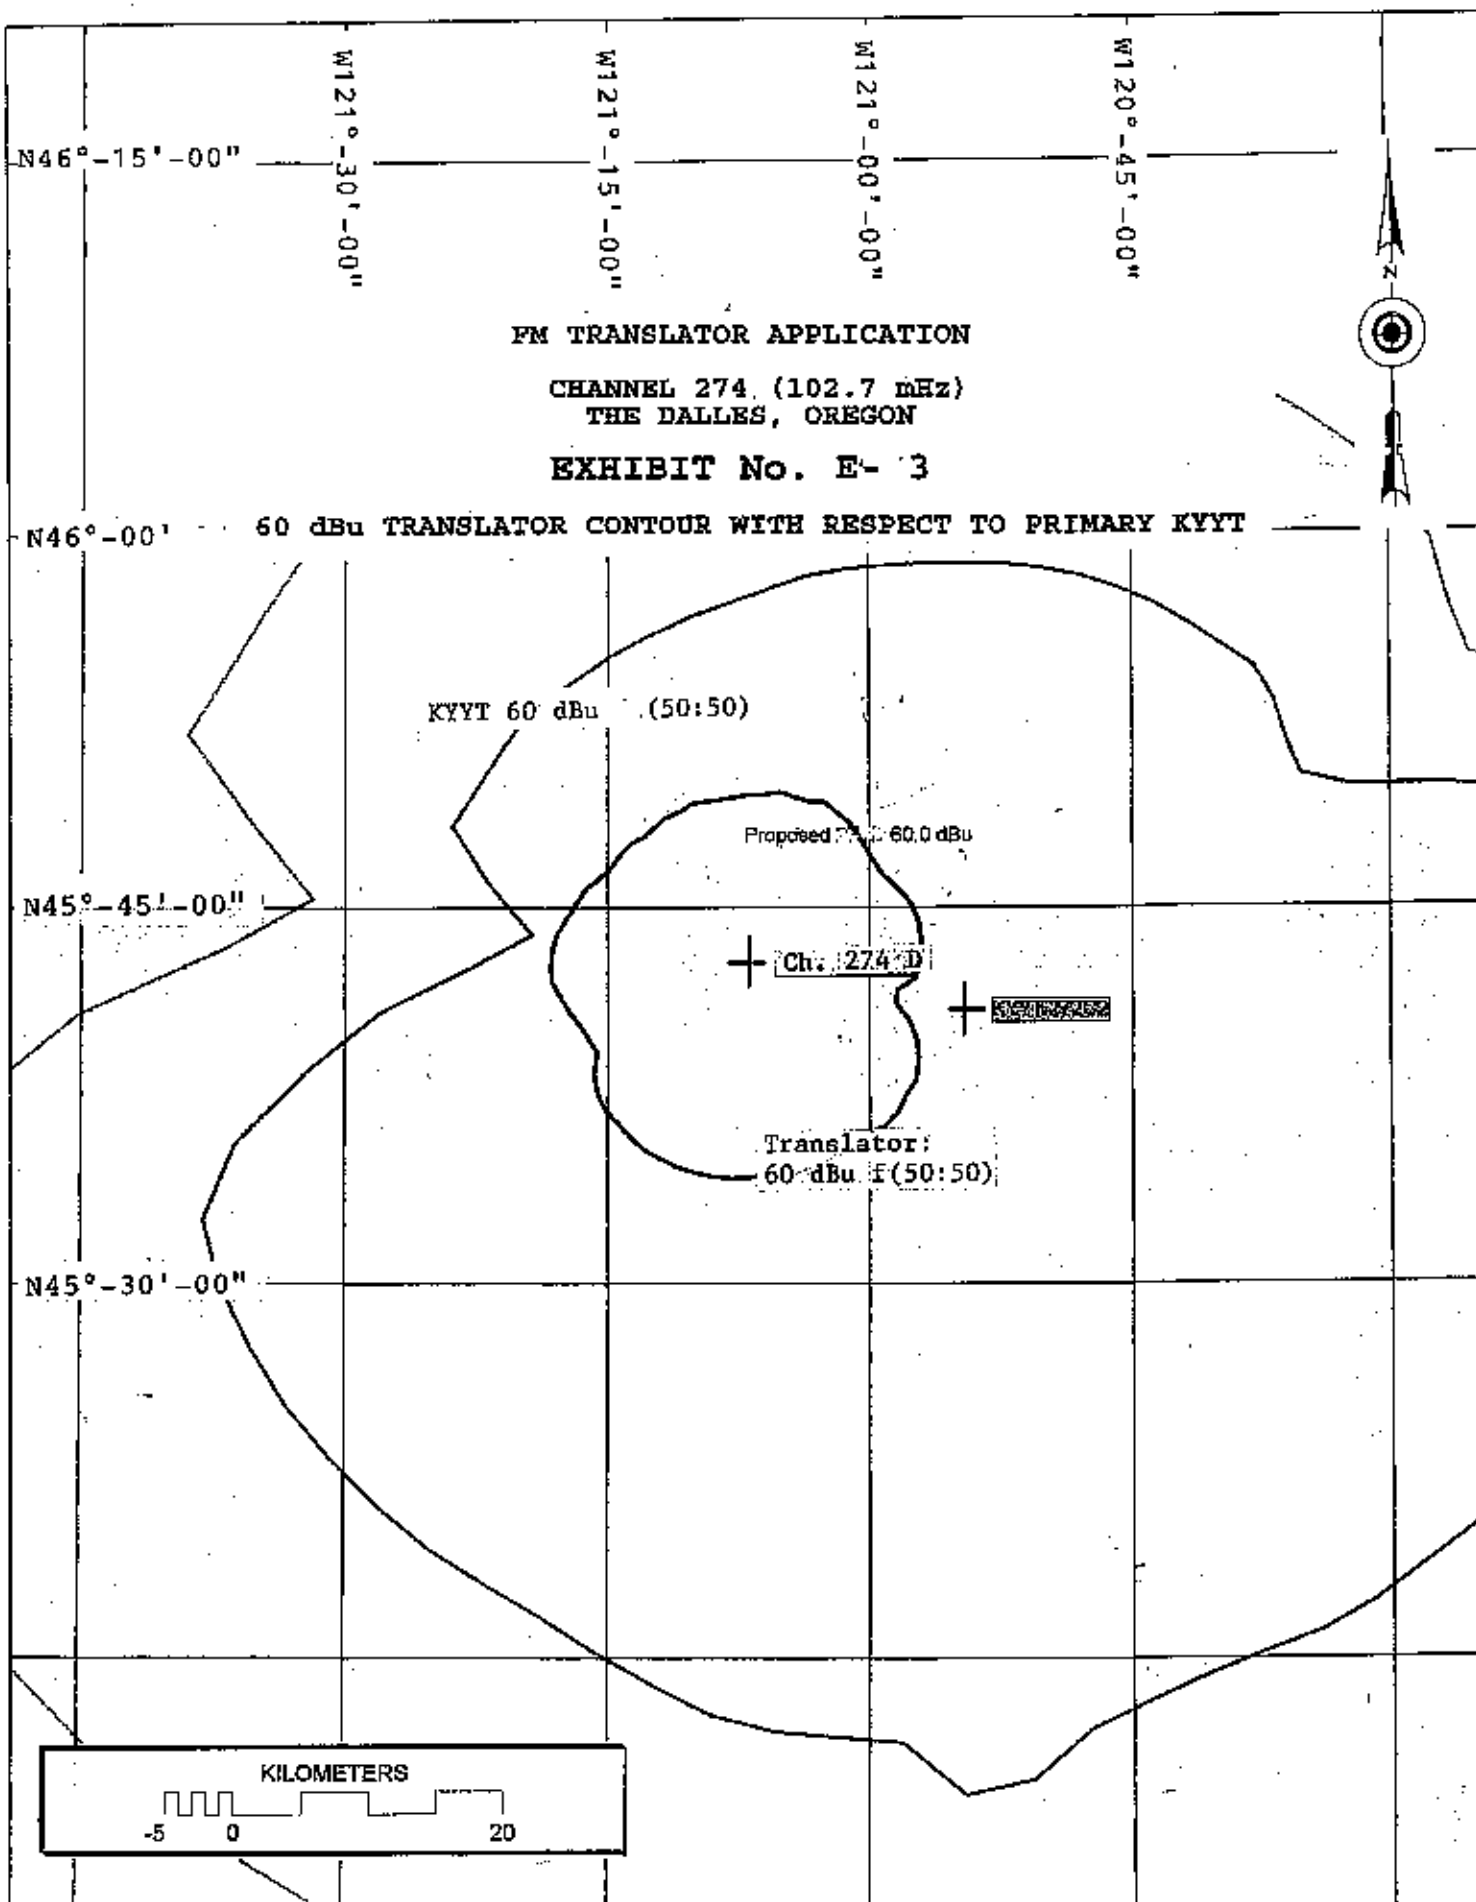 W121°-30'-00"
W121°-15'-00"
W121°-00'-00"
W120°-45'-00"
N46°-15'-00"
N
FM TRANSLATOR APPLICATION
CHANNEL 274 (102.7 mHz)
THE DALLES, OREGON
EXHIBIT No. E- 3
60 dBu TRANSLATOR CONTOUR WITH RESPECT TO PRIMARY KYYT
N46°-00'
KYYT 60 dBu (50:50)
Proposed 60.0 dBu
N45°-45'-00"
Ch. 274 D
Translator:
60 dBu f(50:50)
N45°-30'-00"
KILOMETERS
-5 0 20